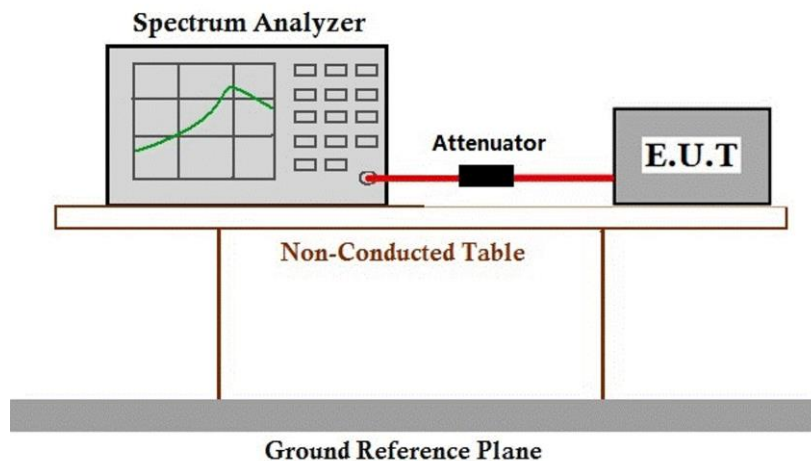 Spectrum Analyzer
Attenuator
E.U.T
Non-Conducted Table
Ground Reference Plane